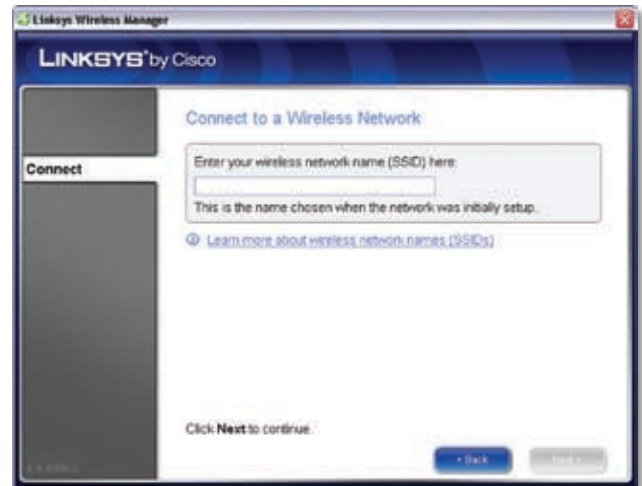 Linksys Wireless Manager
LINKSYS® by Cisco
Connect to a Wireless Network
Connect
Enter your wireless network name (SSID) here:
This is the name chosen when the network was initially setup.
Learn more about wireless network names (SSIDs)
Click Next to continue.
‹ Back
Next ›